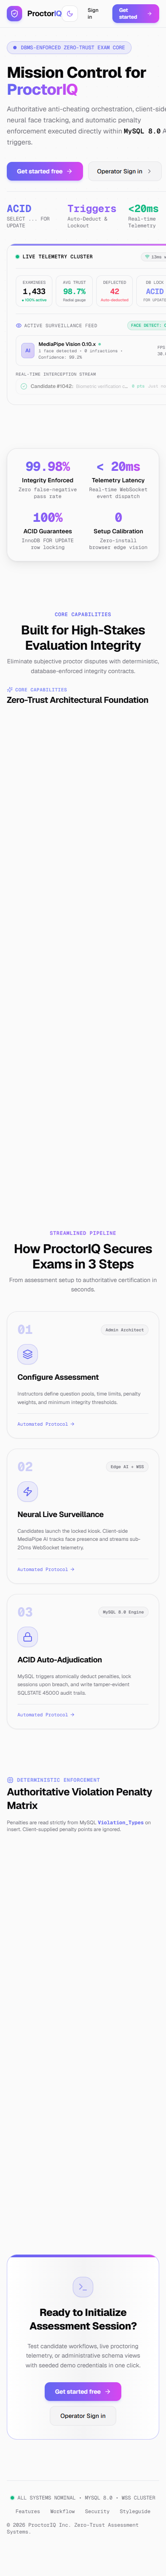 ProctorIQ
Sign in
Get started →
DBMS-ENFORCED ZERO-TRUST EXAM CORE
Mission Control for
ProctorIQ
Authoritative anti-cheating examination, client-side
neural face tracking, and automatic penalty
enforcement executed directly within MySQL 8.0 A
triggers.
Get started free →
Operator Sign in >
ACID
SELECT ... FOR
UPDATE
Triggers
Auto-Deduct &
Lockout
<20ms
Real-time
Telemetry
LIVE TELEMETRY CLUSTER
EXAMINEES
1,433
AVG TRUST
98.7%
DEFLECTED
42
DB LOCK
ACID
FOR UPDATE
ACTIVE SURVEILLANCE FEED
FACE DETECT: C
AI
MediaPipe Vision 0.10.x
1 face detected • 0 infractions •
Confidence: 99.2%
REAL-TIME INTERCEPTION STREAM
Candidate #1042:
99.98%
Integrity Enforced
Zero false-negative
pass rate
< 20ms
Telemetry Latency
Real-time WebSocket
event dispatch
100%
ACID Guarantees
InnoDB FOR UPDATE
row locking
0
Setup Calibration
Zero-install
browser edge vision
CORE CAPABILITIES
Built for High-Stakes
Evaluation Integrity
Eliminate subjective proctor disputes with deterministic,
database-enforced integrity contracts.
CORE CAPABILITIES
Zero-Trust Architectural Foundation
STREAMLINED PIPELINE
How ProctorIQ Secures
Exams in 3 Steps
From assessment setup to authoritative certification in
seconds.
01
Admin Architect
Configure Assessment
Instructors define question pools, time limits, penalty
weights, and minimum integrity thresholds.
Automated Protocol →
02
Edge AI + WSS
Neural Live Surveillance
Candidates launch the locked kiosk. Client-side
MediaPipe AI tracks face presence and streams sub-
20ms WebSocket telemetry.
Automated Protocol →
03
MySQL 8.0 Engine
ACID Auto-Adjudication
MySQL triggers atomically deduct penalties, lock
sessions upon breach, and write tamper-evident
SQLSTATE 45000 audit trails.
Automated Protocol →
DETERMINISTIC ENFORCEMENT
Authoritative Violation Penalty
Matrix
Penalties are read strictly from MySQL Violation_Types on
insert. Client-supplied penalty points are ignored.
Ready to Initialize
Assessment Session?
Test candidate workflows, live proctoring
telemetry, or administrative schema views
with seeded demo credentials in one click.
Get started free →
Operator Sign in
ALL SYSTEMS NOMINAL • MYSQL 8.0 • WSS CLUSTER
Features Workflow Security Styleguide
© 2026 ProctorIQ Inc. Zero-Trust Assessment
Systems.